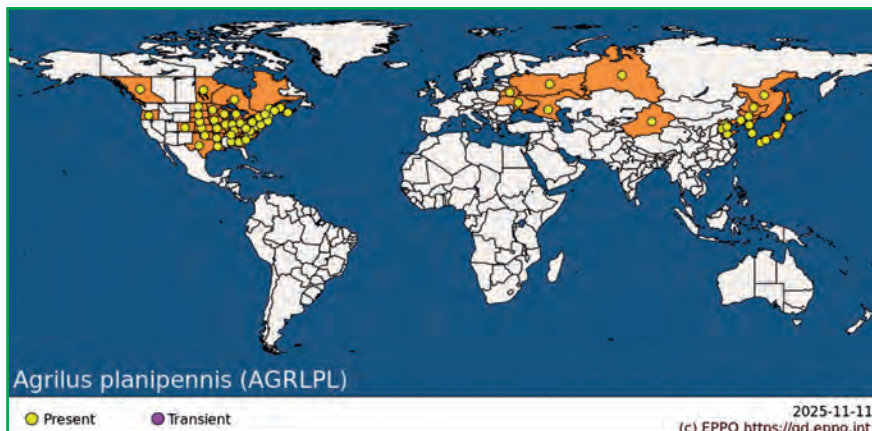 Agrilus planipennis (AGRLPL)
Present
Transient
2025-11-11
(c) EPPO https://gd.eppo.int